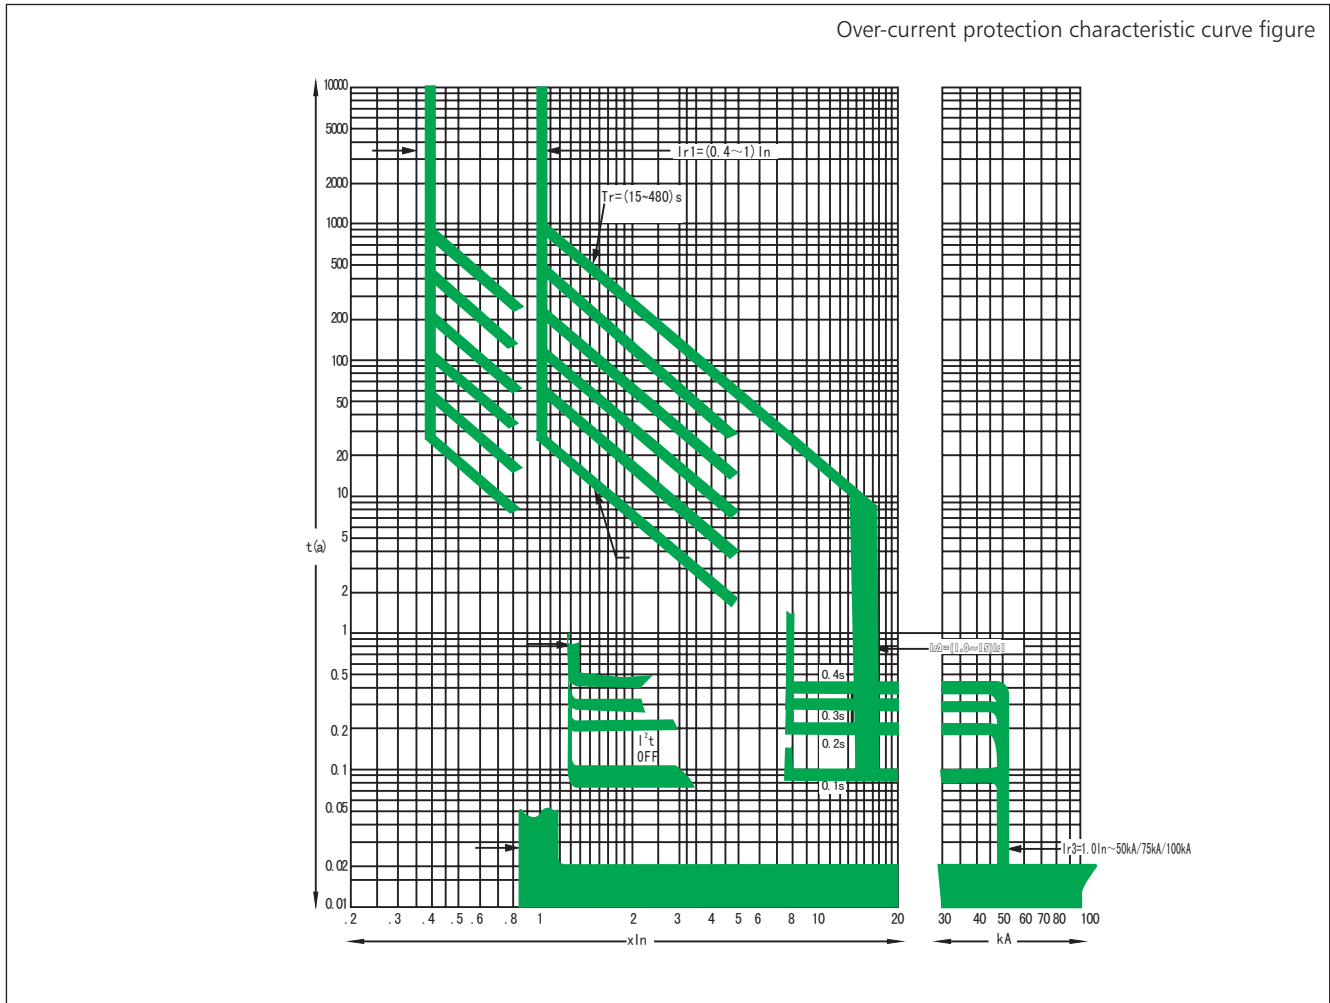 Over-current protection characteristic curve figure
10000
5000
2000
1000
500
200
100
50
20
10
5
2
1
0.5
0.2
0.1
0.05
0.02
0.01
t(a)
Ir1=(0.4～1)In
Tr=(15~480)s
0.4s
0.3s
0.2s
0.1s
I²t
OFF
Ir3=1.0In～50kA/75kA/100kA
.2 .3 .4 .5 .6 .8 1 2 3 4 5 6 8 10 20 30 40 50 60 70 80 100
xIn kA